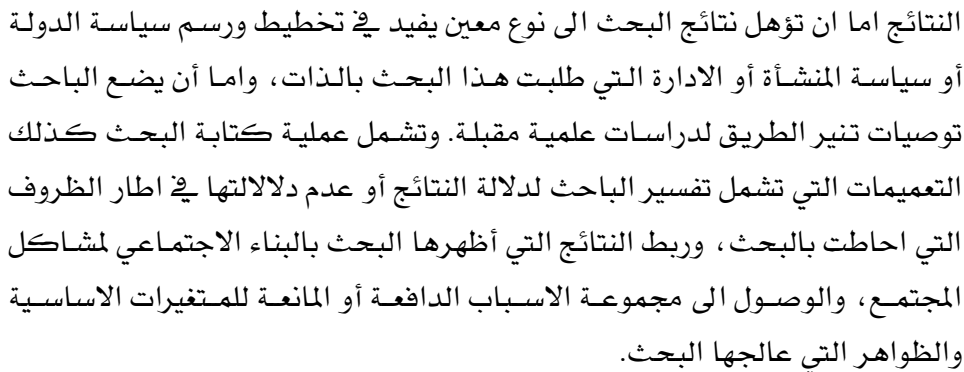 النتائج اما ان تؤهل نتائج البحث الى نوع معين يفيد في تخطيط ورسم سياسة الدولة
أو سياسة المنشأة أو الادارة التي طلبت هذا البحث بالذات، واما أن يضع الباحث
توصيات تنير الطريق لدراسات علمية مقبلة. وتشمل عملية كتابة البحث كذلك
التعميمات التي تشمل تفسير الباحث لدلالة النتائج أو عدم دلالالتها في اطار الظروف
التي احاطت بالبحث، وربط النتائج التي أظهرها البحث بالبناء الاجتماعي لمشاكل
المجتمع، والوصول الى مجموعة الاسباب الدافعة أو المانعة للمتغيرات الاساسية
والظواهر التي عالجها البحث.